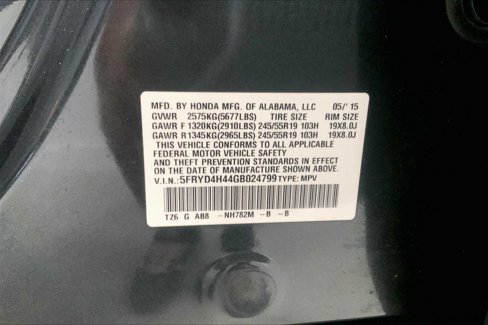 MFD. BY HONDA MFG. OF ALABAMA, LLC 05/'15
GVWR 2575KG(5677LBS) TIRE SIZE RIM SIZE
GAWR F 1320KG(2910LBS) 245/55R19 103H 19X8.0J
GAWR R 1345KG(2965LBS) 245/55R19 103H 19X8.0J
THIS VEHICLE CONFORMS TO ALL APPLICABLE
FEDERAL MOTOR VEHICLE SAFETY
AND THEFT PREVENTION STANDARDS IN EFFECT
ON THE DATE OF MANUFACTURE SHOWN ABOVE.
V.I.N.: 5FRYD4H44GB024799 TYPE: MPV
TZ6 G AB8 -NH782M -B -B